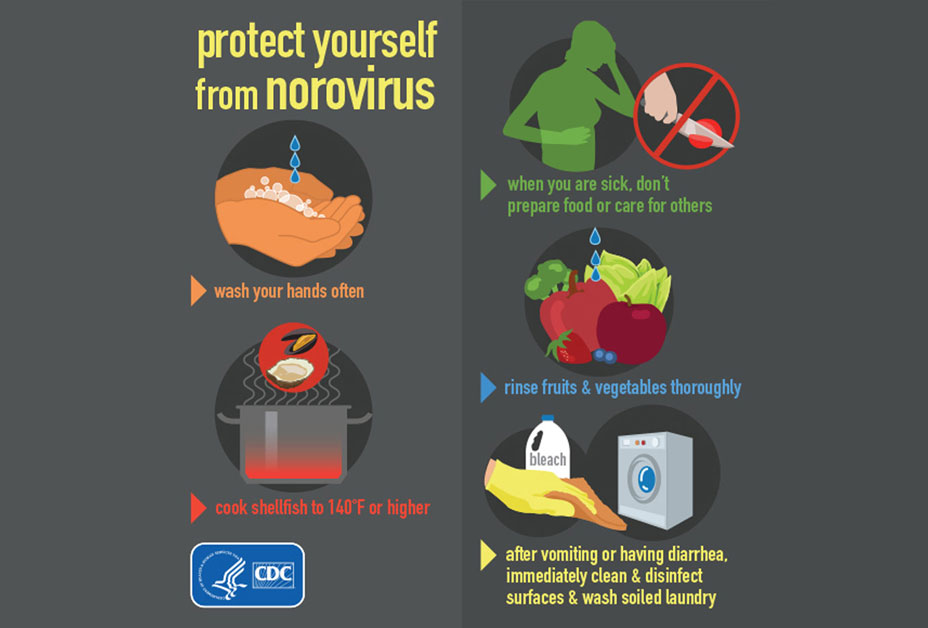 protect yourself
from norovirus
wash your hands often
cook shellfish to 140°F or higher
CDC
when you are sick, don't
prepare food or care for others
rinse fruits & vegetables thoroughly
bleach
after vomiting or having diarrhea,
immediately clean & disinfect
surfaces & wash soiled laundry